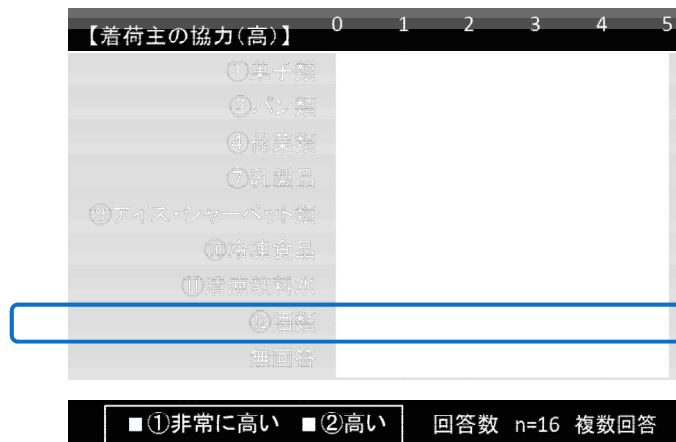 【着荷主の協力(高)】 0 1 2 3 4 5
①菓子類
②パン類
④総菜類
⑦乳製品
⑨アイス・シャーベット類
⑩冷凍食品
⑪清涼飲料水
⑫酒類
無回答
■①非常に高い ■②高い 回答数 n=16 複数回答